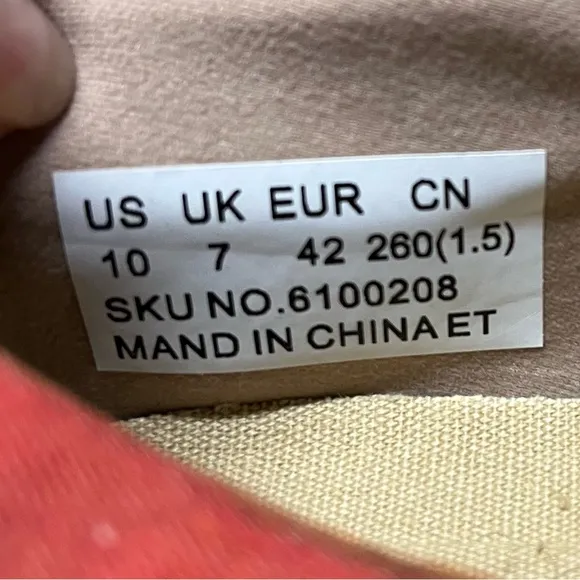 US UK EUR CN
10 7 42 260(1.5)
SKU NO.6100208
MAND IN CHINA ET